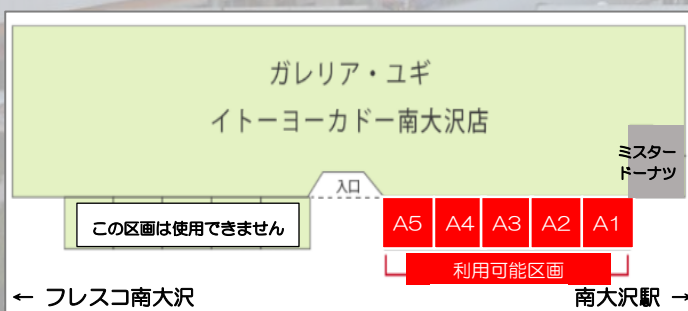 ガレリア・ユギ
イトーヨーカドー南大沢店
ミスター
ドーナツ
入口
この区画は使用できません
A5 A4 A3 A2 A1
利用可能区画
← フレスコ南大沢
南大沢駅 →